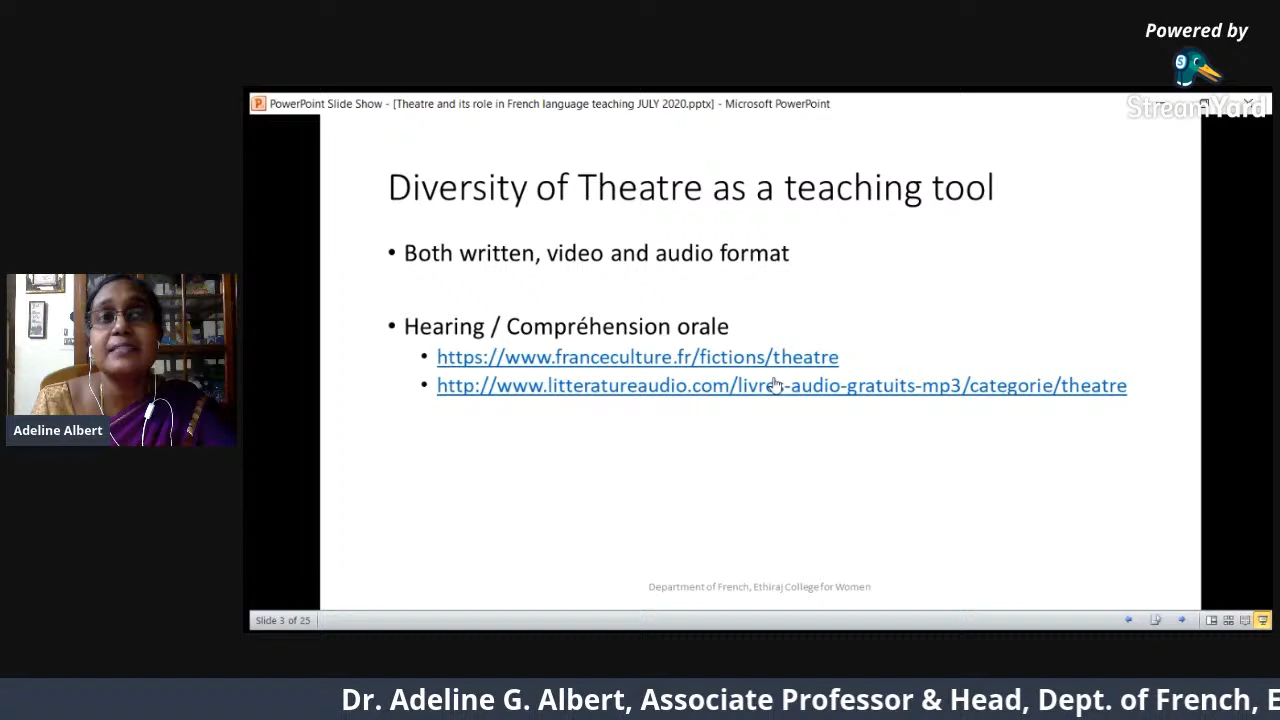 Powered by
StreamYard
PowerPoint Slide Show - [Theatre and its role in French language teaching JULY 2020.pptx] - Microsoft PowerPoint
Diversity of Theatre as a teaching tool
• Both written, video and audio format
• Hearing / Compréhension orale
• https://www.franceculture.fr/fictions/theatre
• http://www.litteratureaudio.com/livres-audio-gratuits-mp3/categorie/theatre
Adeline Albert
Department of French, Ethiraj College for Women
Slide 3 of 25
Dr. Adeline G. Albert, Associate Professor & Head, Dept. of French, E